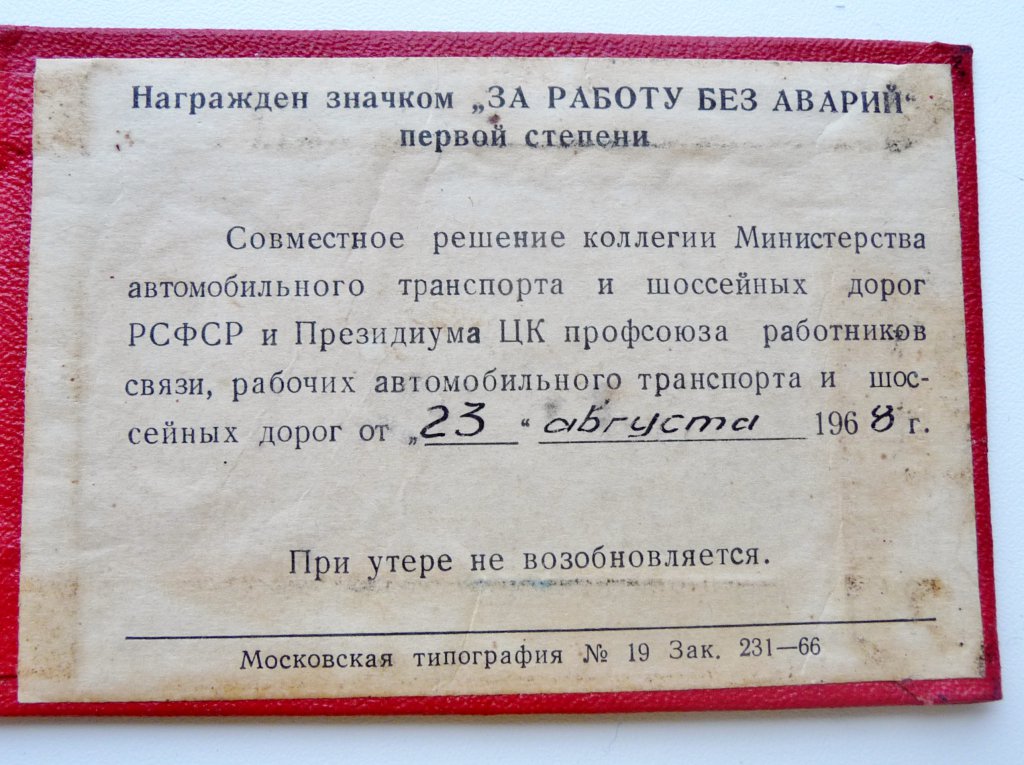 Награжден значком „ЗА РАБОТУ БЕЗ АВАРИЙ“
первой степени
Совместное решение коллегии Министерства
автомобильного транспорта и шоссейных дорог
РСФСР и Президиума ЦК профсоюза работников
связи, рабочих автомобильного транспорта и шос-
сейных дорог от „23“ августа 1968 г.
При утере не возобновляется.
Московская типография № 19 Зак. 231—66